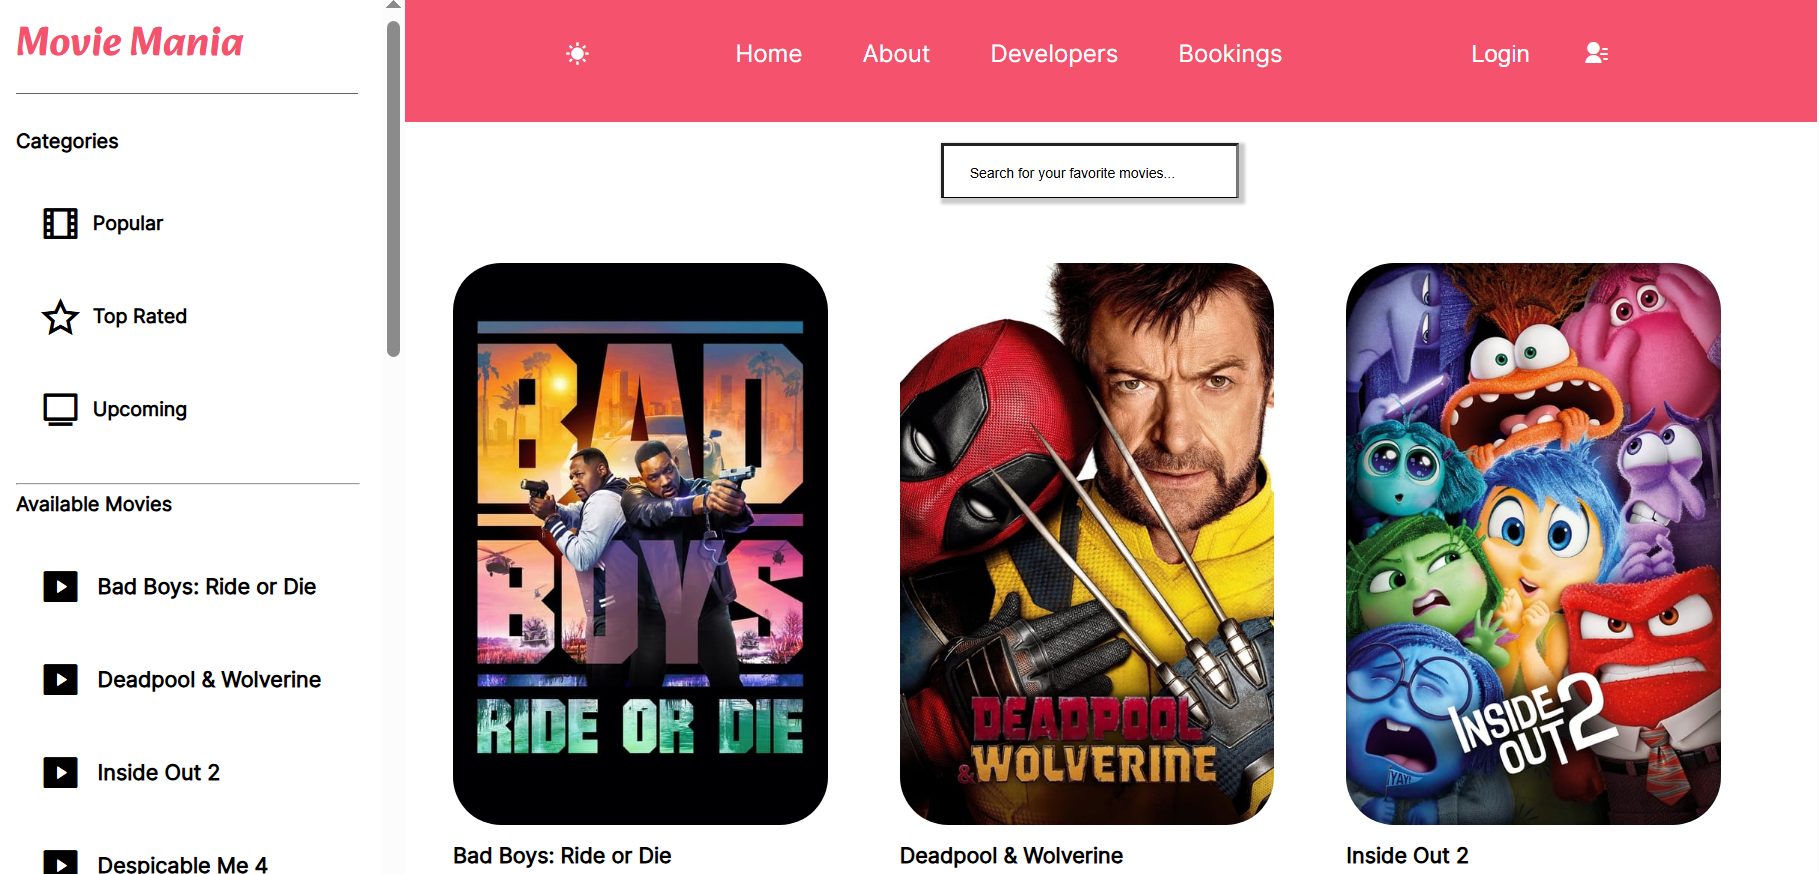 Movie Mania
Categories
Popular
Top Rated
Upcoming
Available Movies
Bad Boys: Ride or Die
Deadpool & Wolverine
Inside Out 2
Despicable Me 4
Home About Developers Bookings Login
Search for your favorite movies...
BAD
BOYS
RIDE OR DIE
DEADPOOL
& WOLVERINE
INSIDE
OUT 2
YAY!
Bad Boys: Ride or Die
Deadpool & Wolverine
Inside Out 2